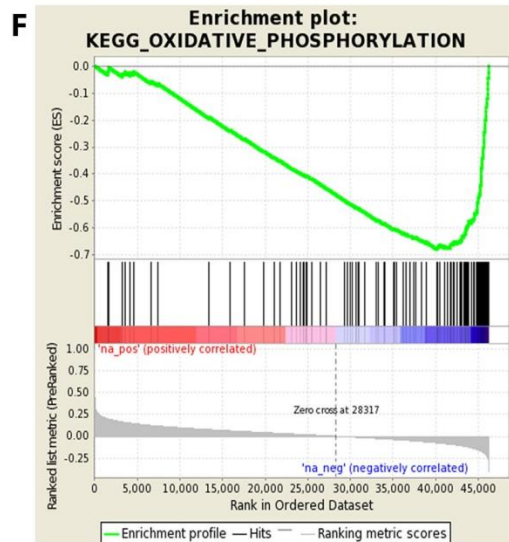 F
Enrichment plot:
KEGG_OXIDATIVE_PHOSPHORYLATION
Enrichment score (ES)
0.0
-0.1
-0.2
-0.3
-0.4
-0.5
-0.6
-0.7
'na_pos' (positively correlated)
Ranked list metric (PreRanked)
1.00
0.75
0.50
0.25
0.00
-0.25
Zero cross at 28317
'na_neg' (negatively correlated)
0 5,000 10,000 15,000 20,000 25,000 30,000 35,000 40,000 45,000
Rank in Ordered Dataset
Enrichment profile Hits Ranking metric scores